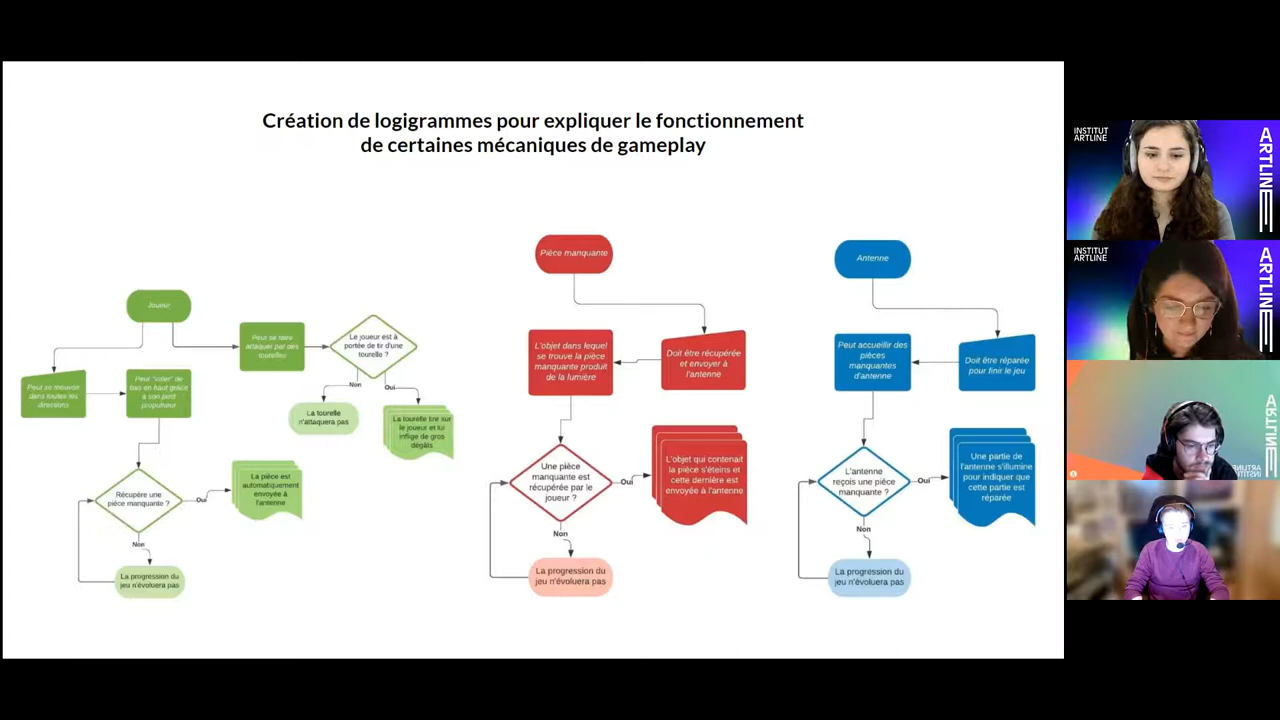 Création de logigrammes pour expliquer le fonctionnement
de certaines mécaniques de gameplay
Joueur
Peut se faire
attaquer par des
tourelles
Le joueur est à
portée de tir d'une
tourelle ?
Non
Oui
La tourelle
n'attaquera pas
La tourelle tire sur
le joueur et lui
inflige de gros
dégâts
Peut se mouvoir
dans toutes les
directions
Peut "voler" de
bas en haut grâce
à son petit
propulseur
Récupère une
pièce manquante ?
Oui
La pièce est
automatiquement
envoyée à
l'antenne
Non
La progression du
jeu n'évoluera pas
Pièce manquante
L'objet dans lequel
se trouve la pièce
manquante produit
de la lumière
Doit être récupérée
et envoyer à
l'antenne
Une pièce
manquante est
récupérée par le
joueur ?
Oui
L'objet qui contenait
la pièce s'éteins et
cette dernière est
envoyée à l'antenne
Non
La progression du
jeu n'évoluera pas
Antenne
Peut accueillir des
pièces
manquantes
d'antenne
Doit être réparée
pour finir le jeu
L'antenne
reçois une pièce
manquante ?
Oui
Une partie de
l'antenne s'illumine
pour indiquer que
cette partie est
réparée
Non
La progression du
jeu n'évoluera pas
INSTITUT
ARTLINE
ARTLINE
INSTITUT
ARTLINE
ARTLINE
ARTLINE
INSTITUT
ARTLINE